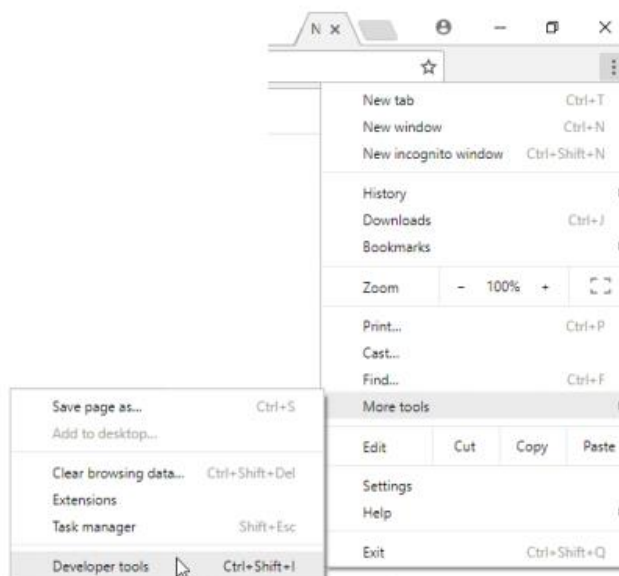 N
New tab Ctrl+T
New window Ctrl+N
New incognito window Ctrl+Shift+N
History
Downloads Ctrl+J
Bookmarks
Zoom - 100% +
Print... Ctrl+P
Cast...
Find... Ctrl+F
More tools
Edit Cut Copy Paste
Settings
Help
Exit Ctrl+Shift+Q
Save page as... Ctrl+S
Add to desktop...
Clear browsing data... Ctrl+Shift+Del
Extensions
Task manager Shift+Esc
Developer tools Ctrl+Shift+I